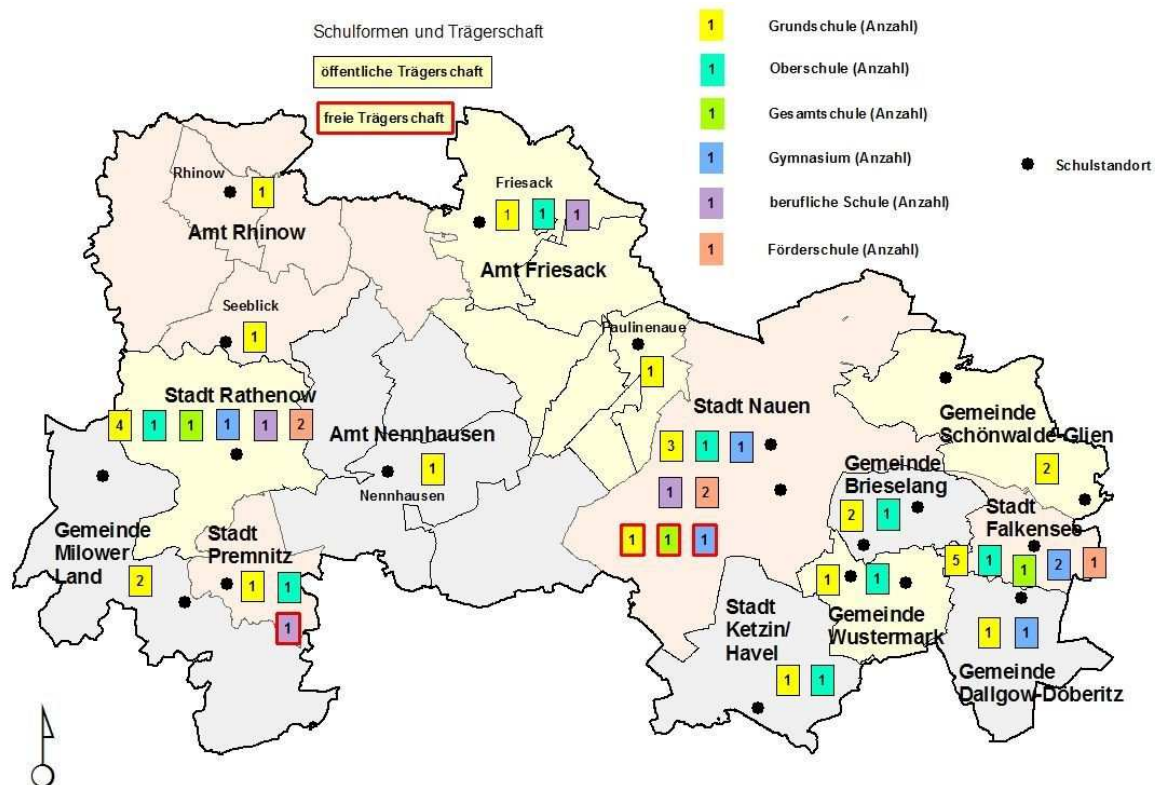 Schulformen und Trägerschaft
öffentliche Trägerschaft
freie Trägerschaft
1 Grundschule (Anzahl)
1 Oberschule (Anzahl)
1 Gesamtschule (Anzahl)
1 Gymnasium (Anzahl)
1 berufliche Schule (Anzahl)
1 Förderschule (Anzahl)
Schulstandort
Rhinow
1
Amt Rhinow
Friesack
1 1 1
Amt Friesack
Seeblick
1
Paulinenaue
1
Stadt Rathenow
4 1 1 1 1 2
Amt Nennhausen
1
Nennhausen
Stadt Nauen
3 1 1
1 2
1 1 1
Gemeinde
Schönwalde-Glien
2
Gemeinde
Brieselang
2 1
Stadt
Falkensee
5 1 1 2 1
Gemeinde
Milower
Land
2
Stadt
Premnitz
1 1
1
1 1
Gemeinde
Wustermark
Stadt
Ketzin/
Havel
1 1
1 1
Gemeinde
Dallgow-Döberitz